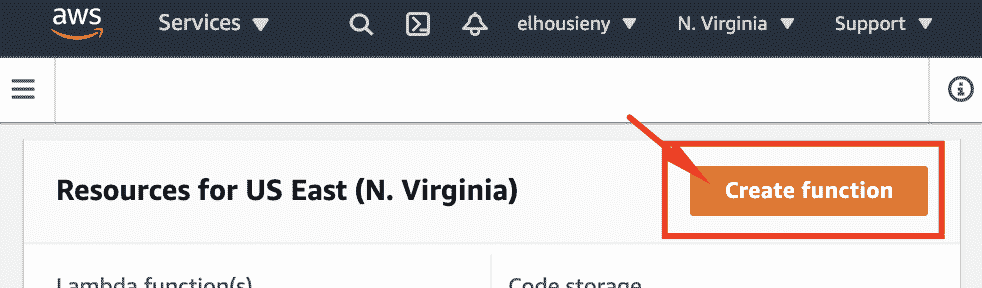 aws Services elhousieny N. Virginia Support
Resources for US East (N. Virginia) Create function
Lambda function(s) Code storage